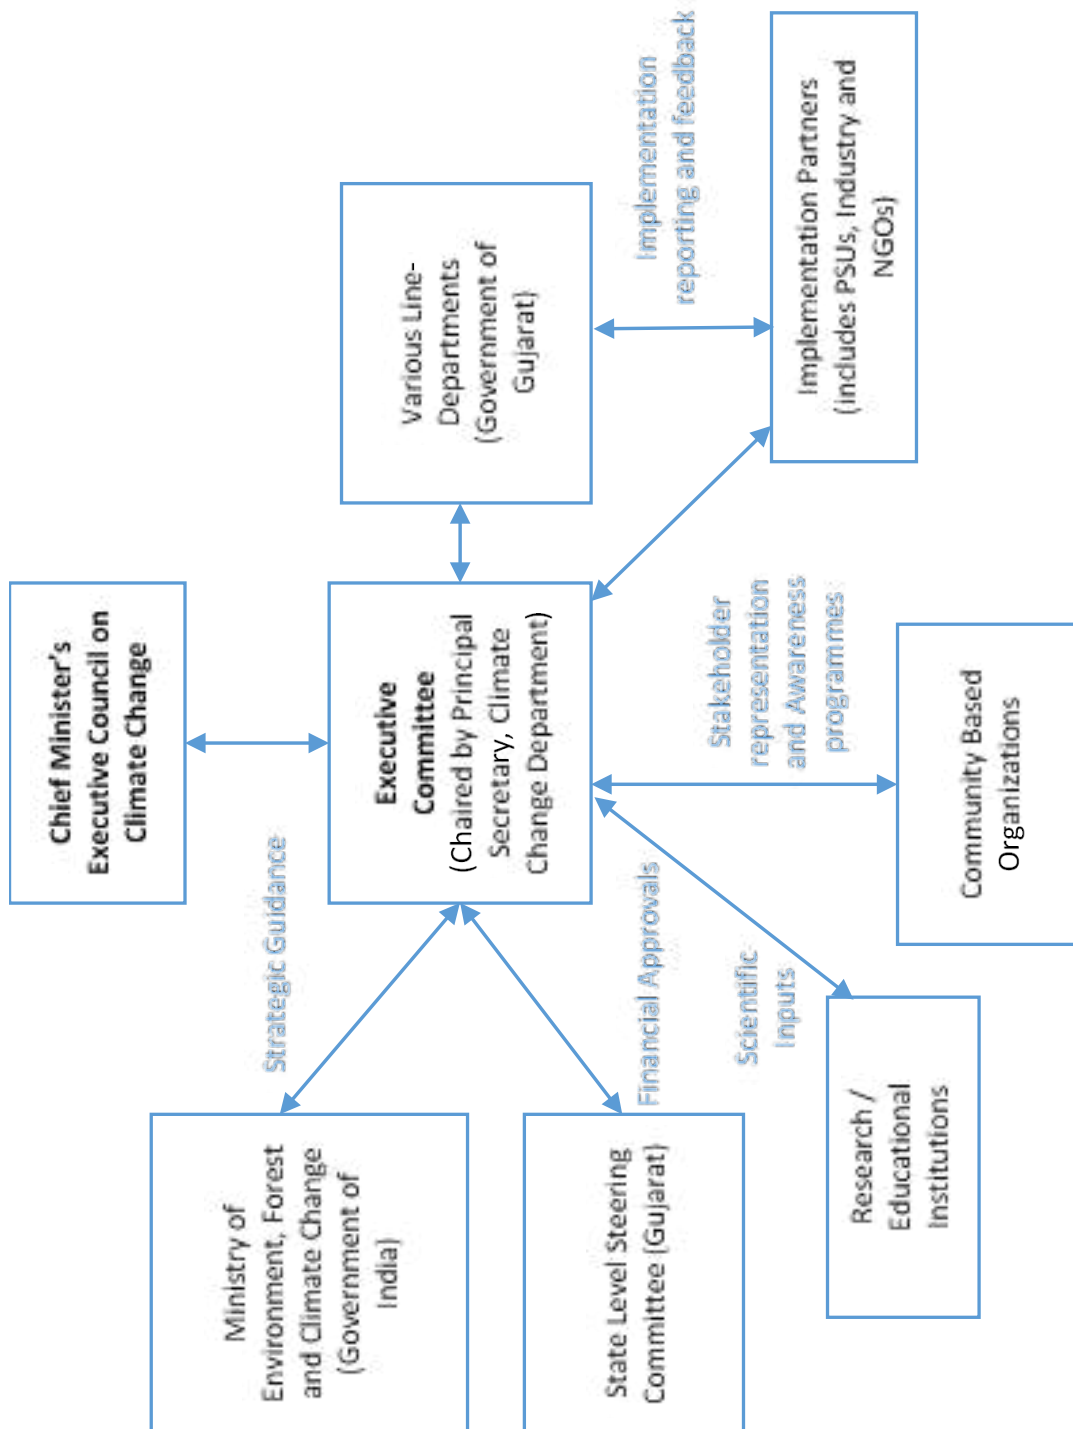 Chief Minister's
Executive Council on
Climate Change
Strategic Guidance
Ministry of
Environment, Forest
and Climate Change
(Government of
India)
Executive
Committee
(Chaired by Principal
Secretary, Climate
Change Department)
Various Line-
Departments
(Government of
Gujarat)
State Level Steering
Committee (Gujarat)
Financial Approvals
Scientific
Inputs
Stakeholder
representation
and Awareness
programmes
Implementation
reporting and feedback
Research /
Educational
Institutions
Community Based
Organizations
Implementation Partners
(includes PSUs, Industry and
NGOs)